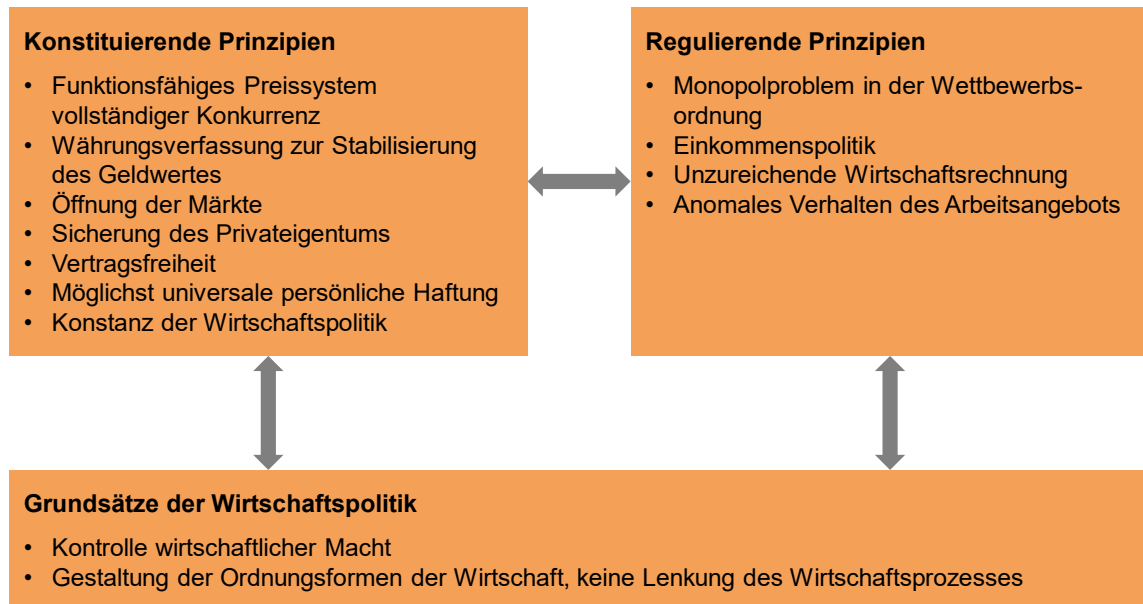 Konstituierende Prinzipien
• Funktionsfähiges Preissystem
vollständiger Konkurrenz
• Währungsverfassung zur Stabilisierung
des Geldwertes
• Öffnung der Märkte
• Sicherung des Privateigentums
• Vertragsfreiheit
• Möglichst universale persönliche Haftung
• Konstanz der Wirtschaftspolitik
Regulierende Prinzipien
• Monopolproblem in der Wettbewerbs-
ordnung
• Einkommenspolitik
• Unzureichende Wirtschaftsrechnung
• Anomales Verhalten des Arbeitsangebots
Grundsätze der Wirtschaftspolitik
• Kontrolle wirtschaftlicher Macht
• Gestaltung der Ordnungsformen der Wirtschaft, keine Lenkung des Wirtschaftsprozesses